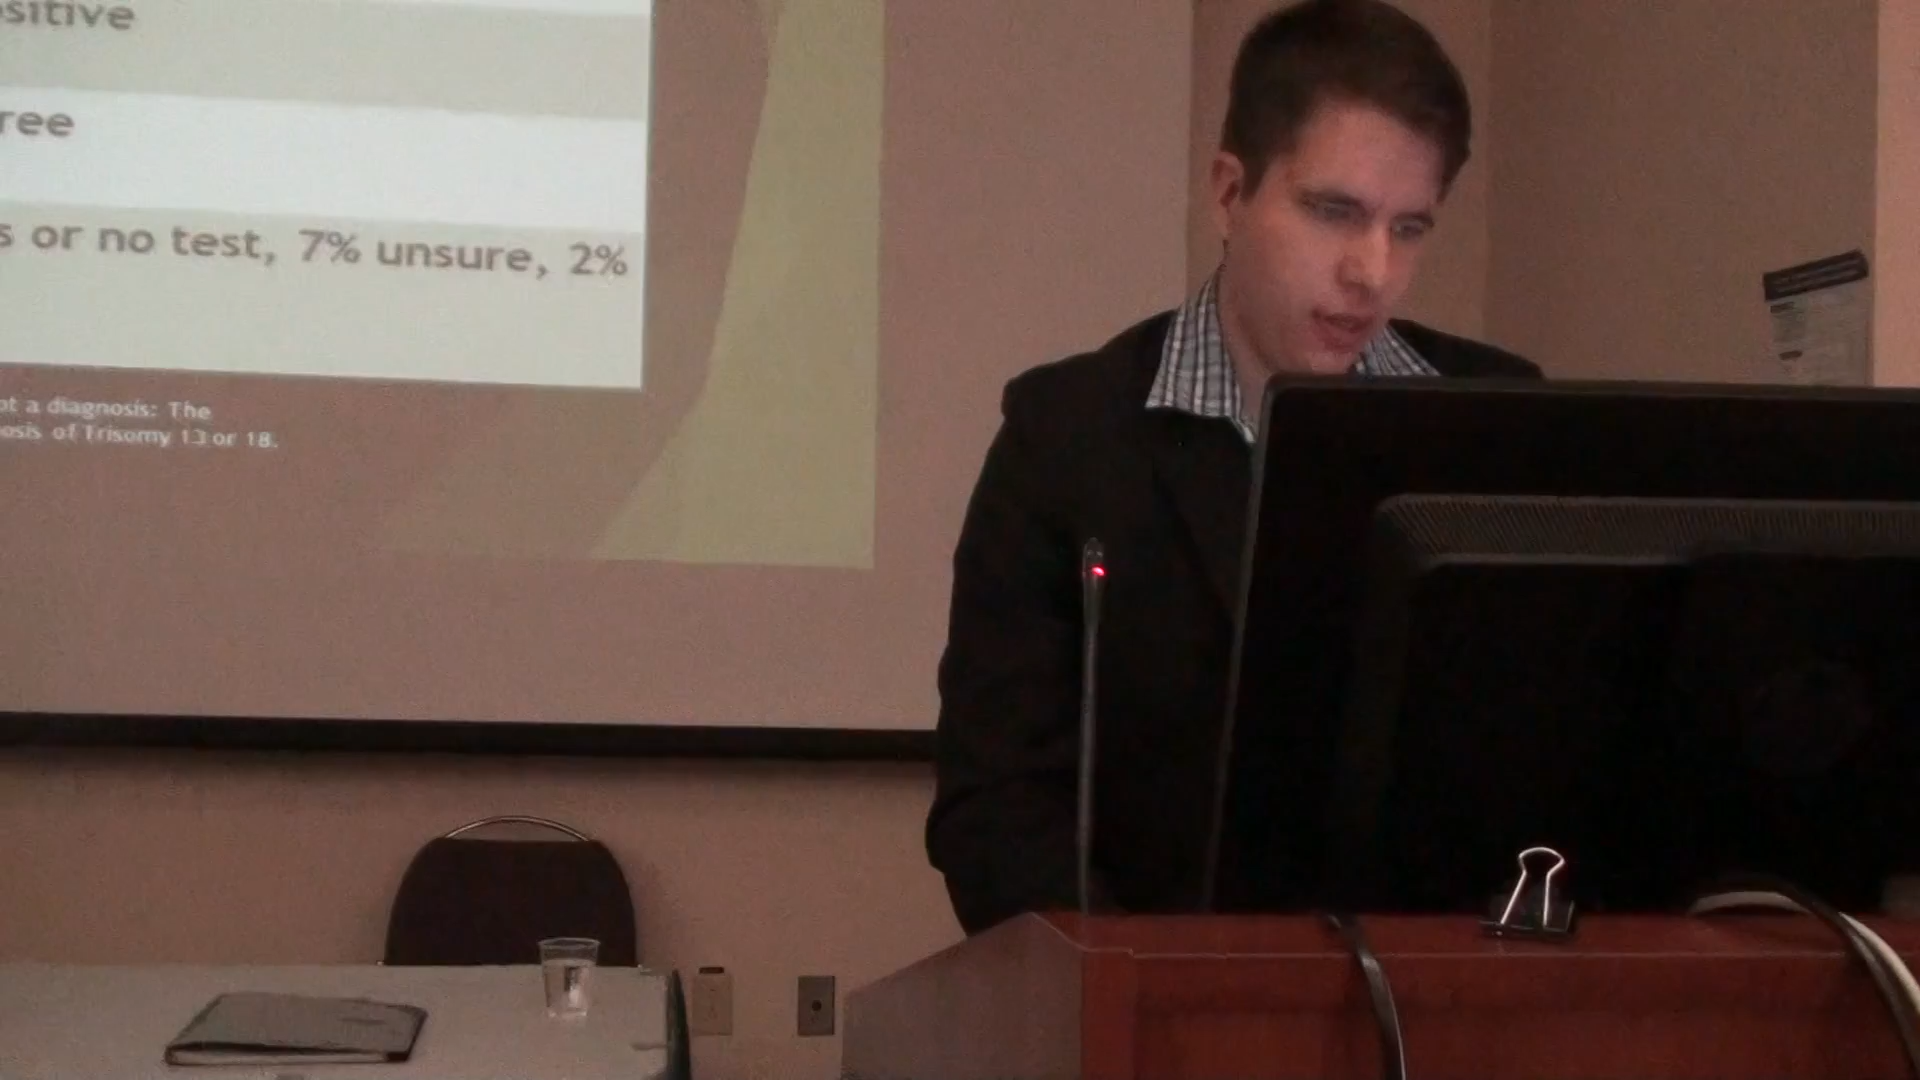 sitive
ree
s or no test, 7% unsure, 2%
ot a diagnosis: The
osis of Trisomy 13 or 18.